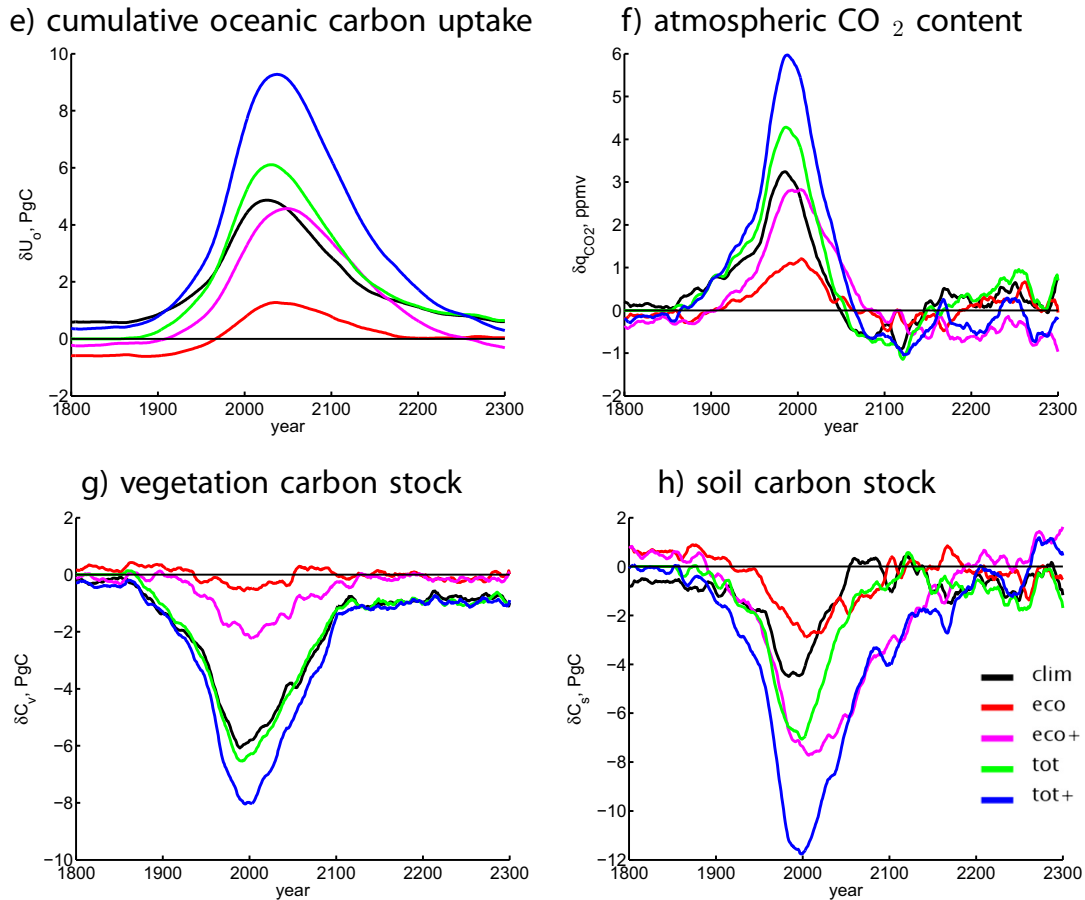 e) cumulative oceanic carbon uptake
δUo, PgC
10
8
6
4
2
0
−2
1800 1900 2000 2100 2200 2300
year
f) atmospheric CO 2 content
δqCO2, ppmv
6
5
4
3
2
1
0
−1
−2
1800 1900 2000 2100 2200 2300
year
g) vegetation carbon stock
δCv, PgC
2
0
−2
−4
−6
−8
−10
1800 1900 2000 2100 2200 2300
year
h) soil carbon stock
δCs, PgC
2
0
−2
−4
−6
−8
−10
−12
1800 1900 2000 2100 2200 2300
year
clim
eco
eco+
tot
tot+